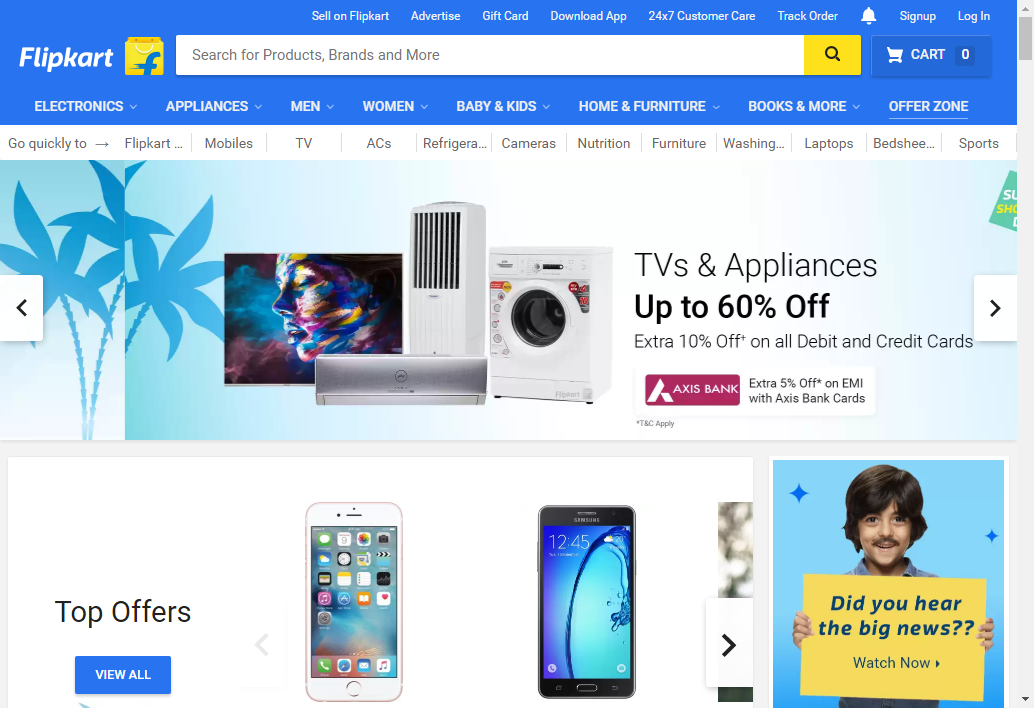 Sell on Flipkart Advertise Gift Card Download App 24x7 Customer Care Track Order Signup Log In
Flipkart
Search for Products, Brands and More
CART 0
ELECTRONICS APPLIANCES MEN WOMEN BABY & KIDS HOME & FURNITURE BOOKS & MORE OFFER ZONE
Go quickly to → Flipkart ... Mobiles TV ACs Refrigera... Cameras Nutrition Furniture Washing... Laptops Bedshee... Sports
TVs & Appliances
Up to 60% Off
Extra 10% Off† on all Debit and Credit Cards
AXIS BANK
Extra 5% Off* on EMI
with Axis Bank Cards
*T&C Apply
Flipkart
Top Offers
VIEW ALL
SAMSUNG
12:45
Did you hear
the big news??
Watch Now